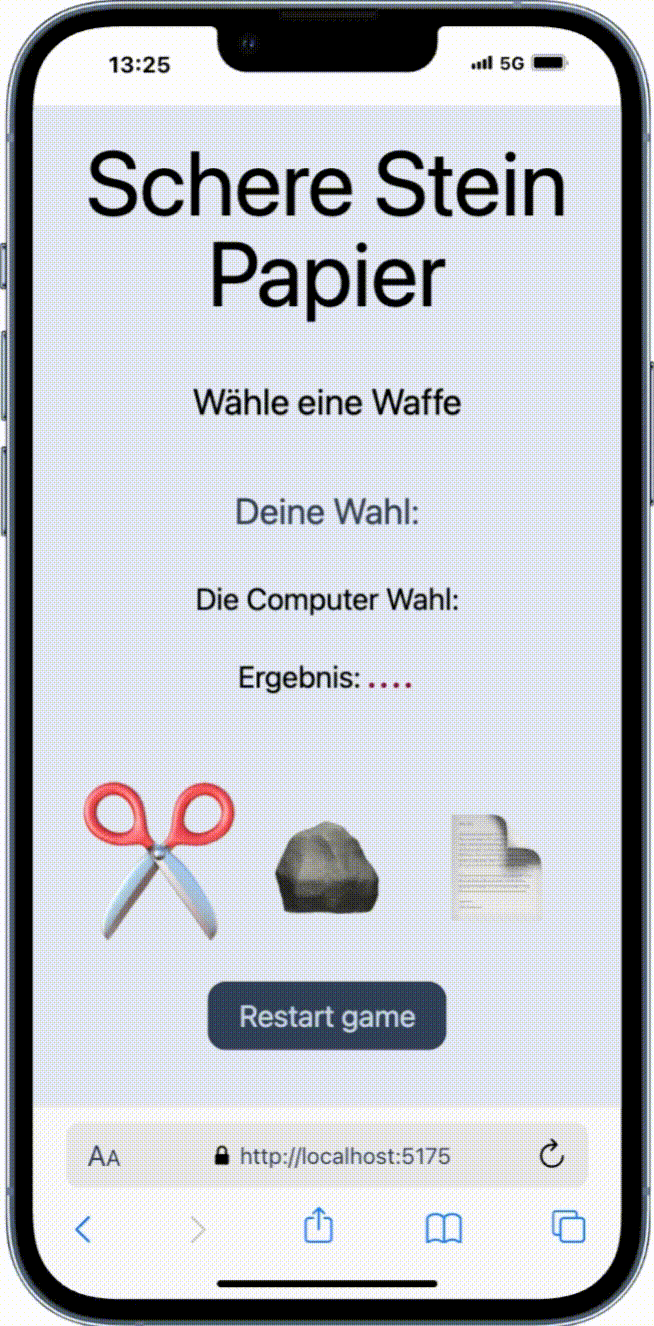 13:25 5G
Schere Stein
Papier
Wähle eine Waffe
Deine Wahl:
Die Computer Wahl:
Ergebnis: ....
Restart game
AA http://localhost:5175